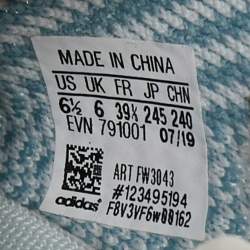 MADE IN CHINA
US UK FR JP CHN
6½ 6 39⅓ 245 240
EVN 791001 07/19
ART FW3043
#123495194
adidas F8V3VF6w08162